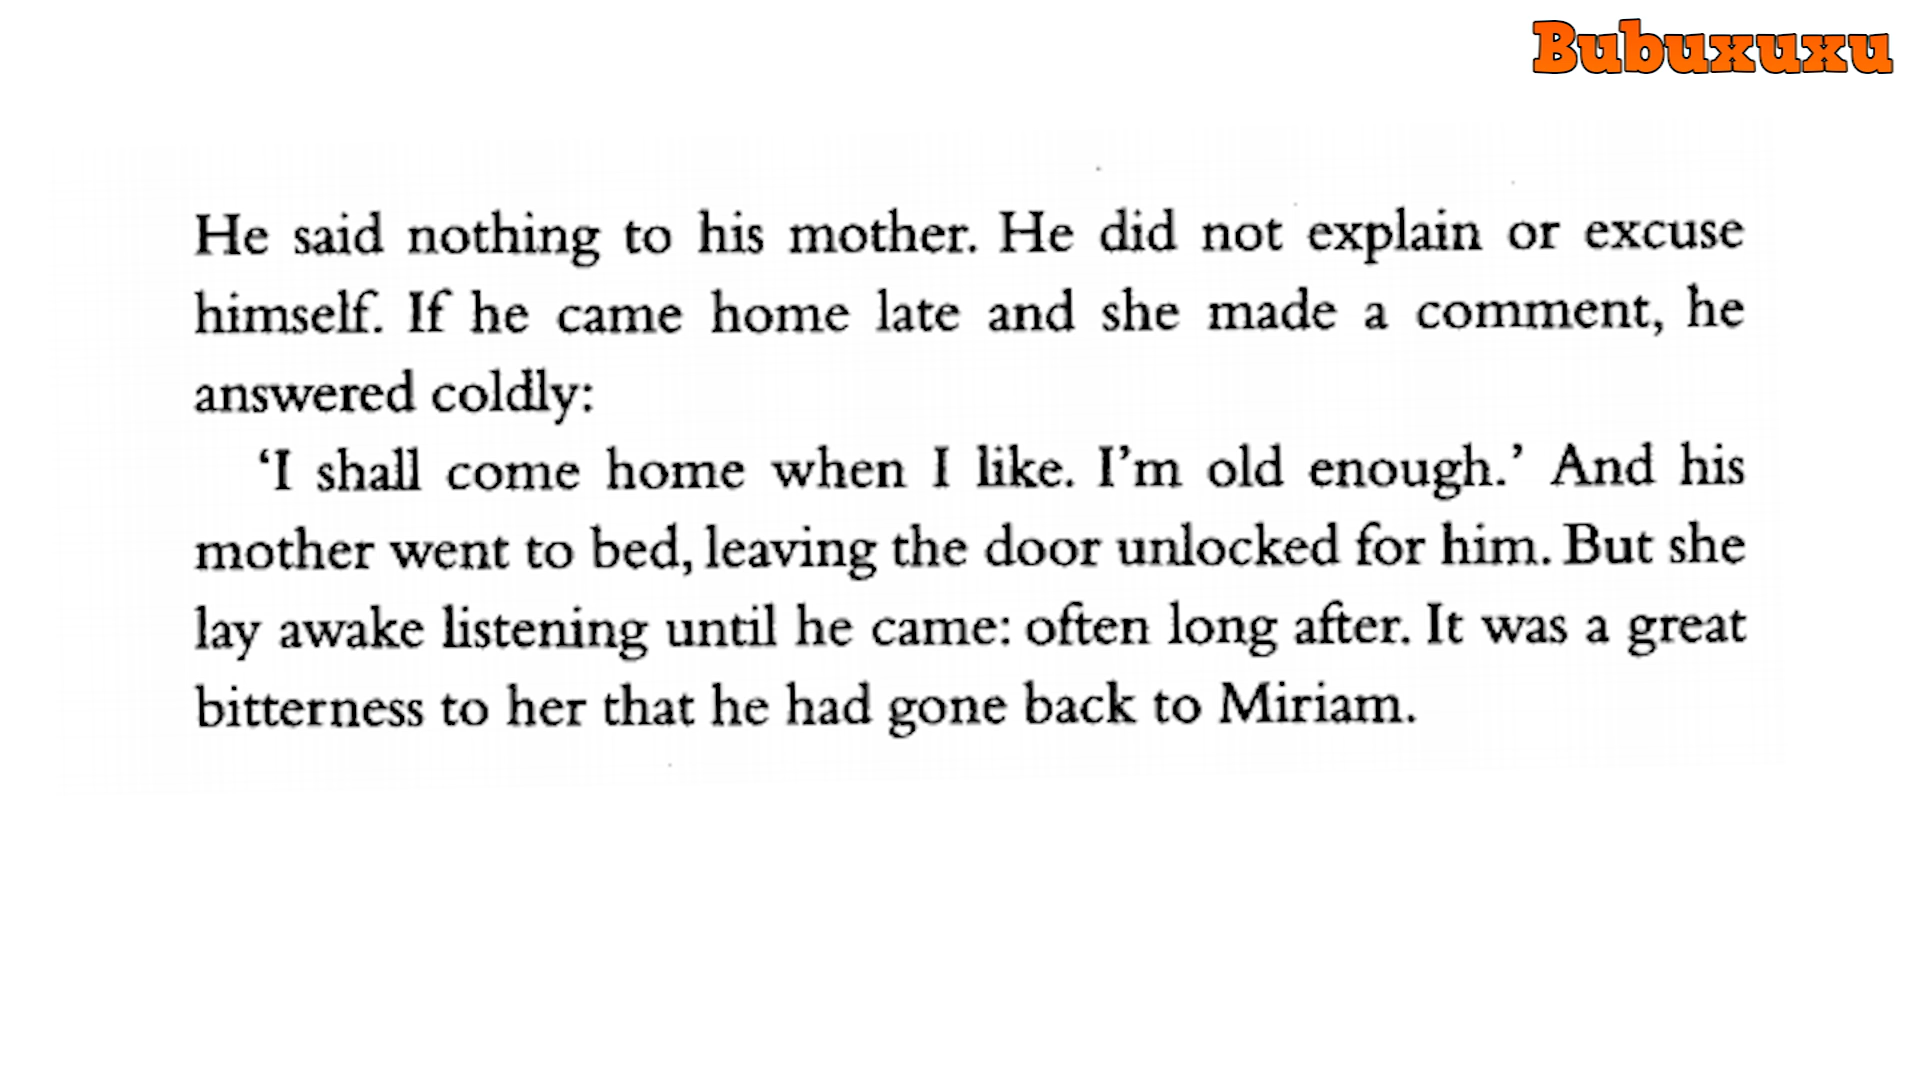 Bubuxuxu
He said nothing to his mother. He did not explain or excuse
himself. If he came home late and she made a comment, he
answered coldly:
‘I shall come home when I like. I’m old enough.’ And his
mother went to bed, leaving the door unlocked for him. But she
lay awake listening until he came: often long after. It was a great
bitterness to her that he had gone back to Miriam.